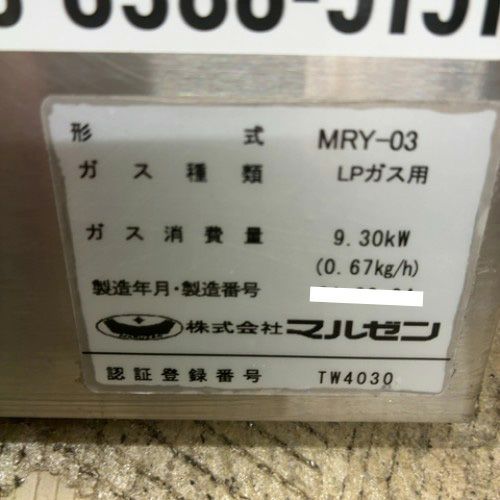 形式 MRY-03
ガス種類 LPガス用
ガス消費量 9.30kW
(0.67kg/h)
製造年月・製造番号
株式会社マルゼン
認証登録番号 TW4030